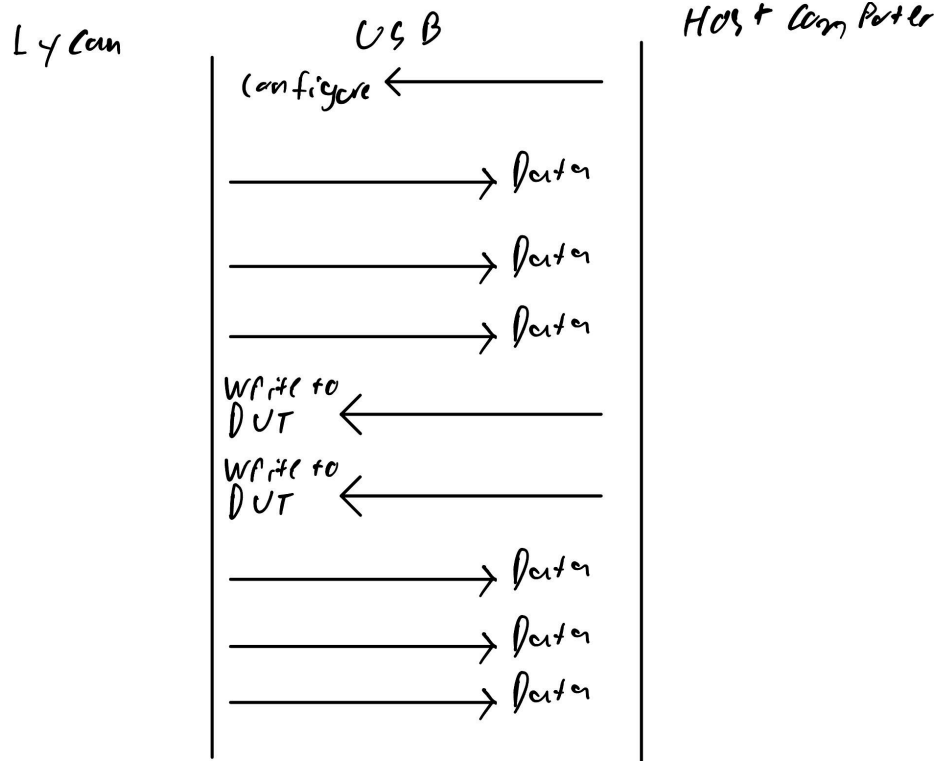 Lycan
USB
Host Computer
Configure
Data
Data
Data
Write to
DUT
Write to
DUT
Data
Data
Data